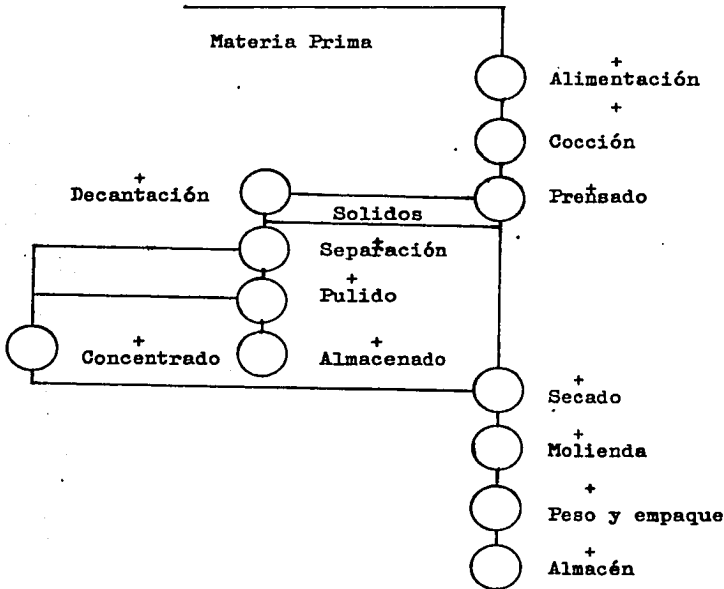 Materia Prima
+
Alimentación
+
Cocción
+
Decantación
+
Prensado
Solidos
+
Separación
+
Pulido
+
Concentrado
+
Almacenado
+
Secado
+
Molienda
+
Peso y empaque
+
Almacén